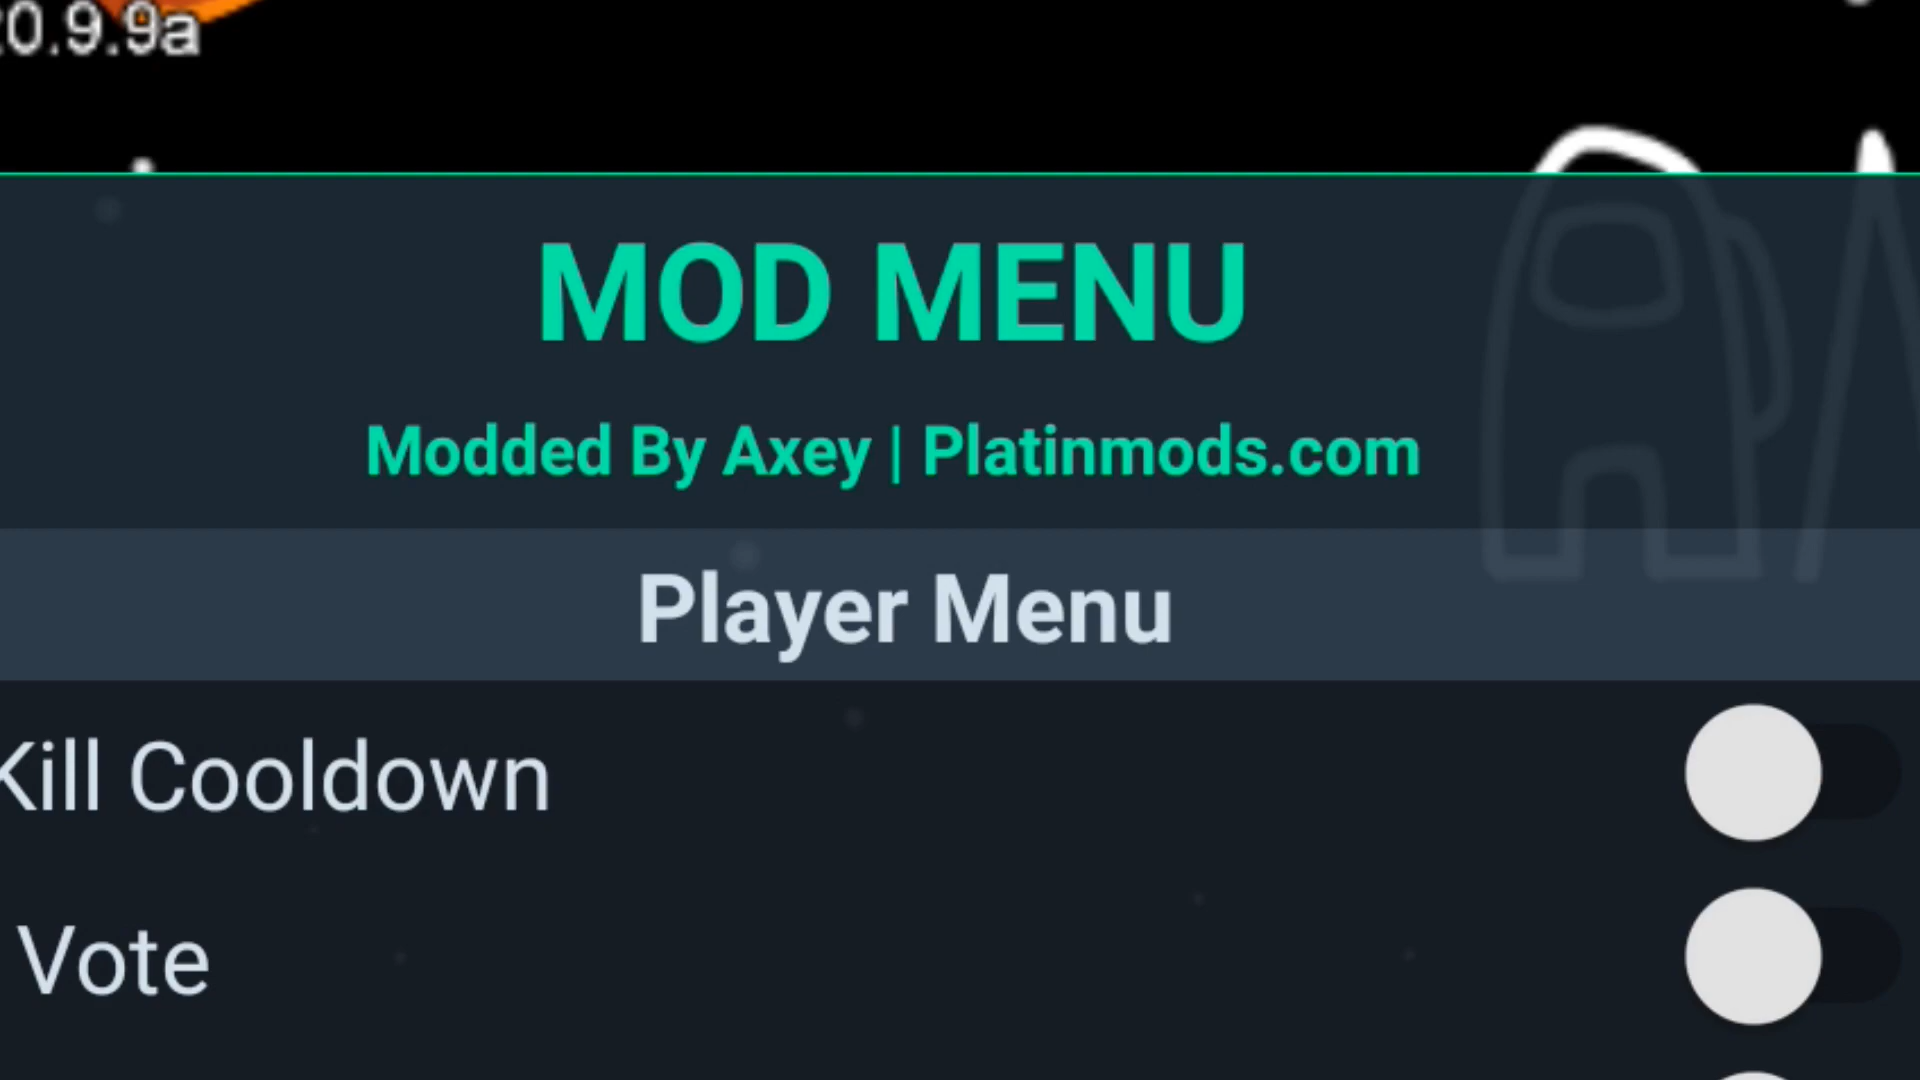 0.9.9a
MOD MENU
Modded By Axey | Platinmods.com
Player Menu
Kill Cooldown
Vote